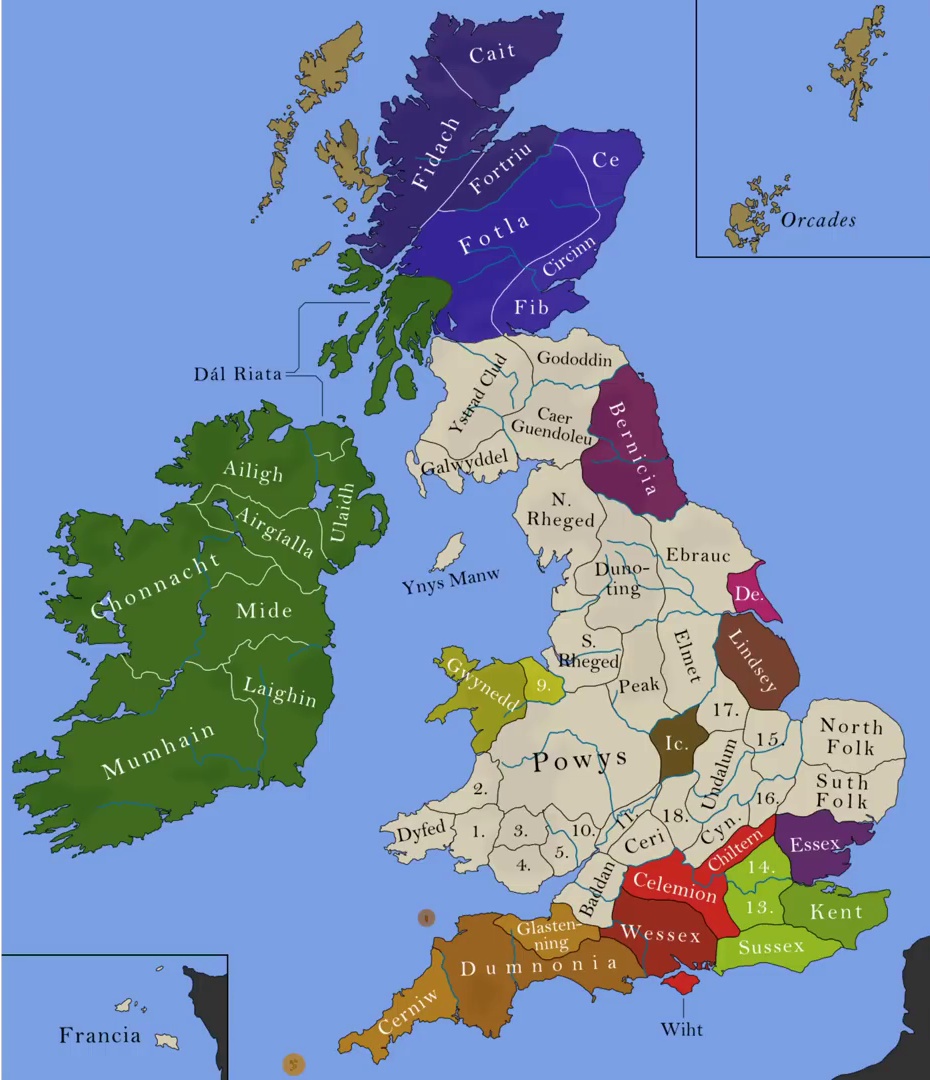 Cait
Fidach
Fortriu
Ce
Orcades
Fotla
Circinn
Fib
Dál Riata
Gododdin
Ystrad Clud
Caer
Guendoleu
Bernicia
Galwyddel
Ailigh
Ulaidh
Airgíalla
N.
Rheged
Ebrauc
Chonnacht
Ynys Manw
Duno-
ting
De.
Mide
S.
Rheged
Elmet
Lindsey
Gwynedd
9.
Peak
Laighin
17.
Mumhain
Powys
Ic.
15.
North
Folk
Undalum
2.
Suth
Folk
16.
Dyfed
1.
3.
10.
11.
18.
Cyn.
Ceri
Chiltern
Essex
4.
5.
14.
Baddan
Celemion
13.
Kent
Glasten-
ning
Wessex
Sussex
Dumnonia
Cerniw
Wiht
Francia